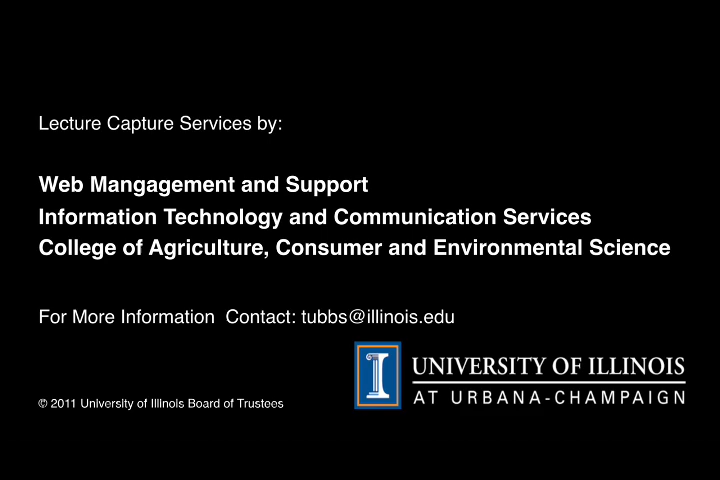 Lecture Capture Services by:
Web Mangagement and Support
Information Technology and Communication Services
College of Agriculture, Consumer and Environmental Science
For More Information  Contact: tubbs@illinois.edu
UNIVERSITY OF ILLINOIS
AT URBANA-CHAMPAIGN
© 2011 University of Illinois Board of Trustees